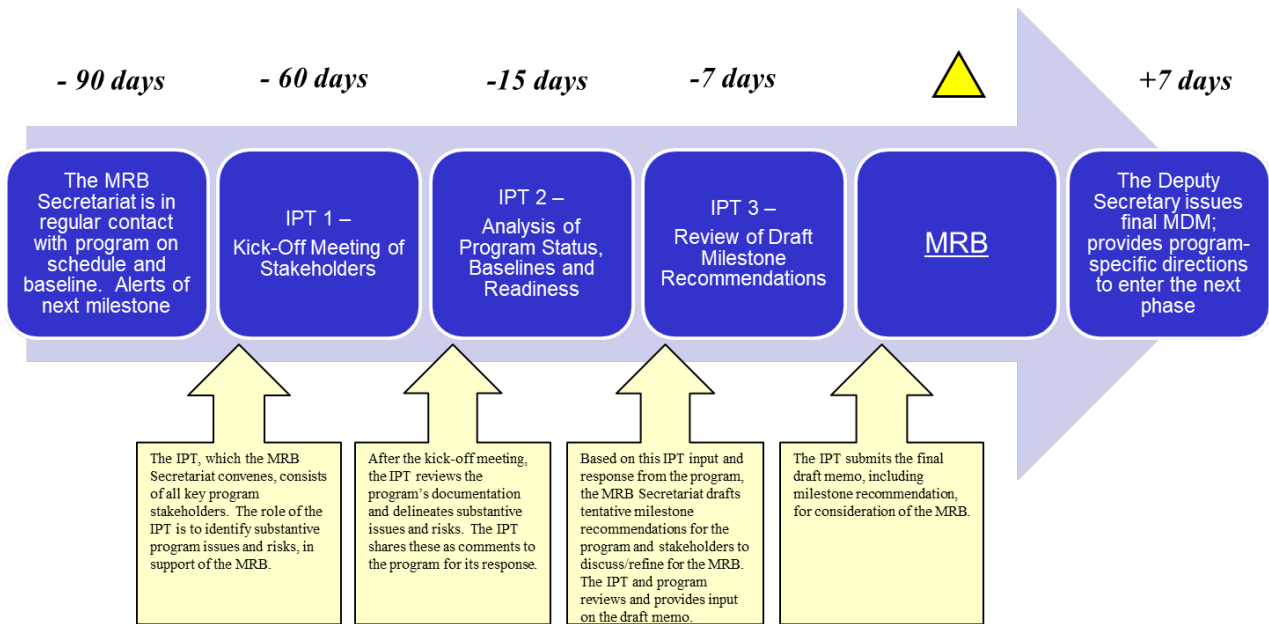 - 90 days
- 60 days
-15 days
-7 days
+7 days
The MRB
Secretariat is in
regular contact
with program on
schedule and
baseline.  Alerts of
next milestone
IPT 1 –
Kick-Off Meeting of
Stakeholders
IPT 2 –
Analysis of
Program Status,
Baselines and
Readiness
IPT 3 –
Review of Draft
Milestone
Recommendations
MRB
The Deputy
Secretary issues
final MDM;
provides program-
specific directions
to enter the next
phase
The IPT, which the MRB
Secretariat convenes, consists
of all key program
stakeholders.  The role of the
IPT is to identify substantive
program issues and risks, in
support of the MRB.
After the kick-off meeting,
the IPT reviews the
program’s documentation
and delineates substantive
issues and risks.  The IPT
shares these as comments to
the program for its response.
Based on this IPT input and
response from the program,
the MRB Secretariat drafts
tentative milestone
recommendations for the
program and stakeholders to
discuss/refine for the MRB.
The IPT and program
reviews and provides input
on the draft memo.
The IPT submits the final
draft memo, including
milestone recommendation,
for consideration of the MRB.